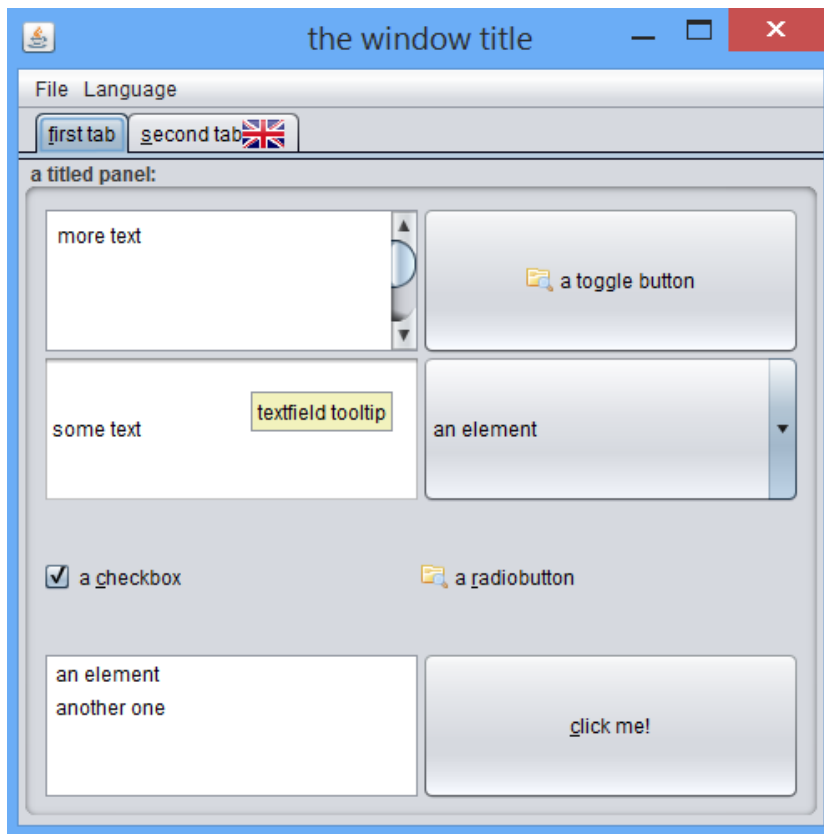 the window title
File Language
first tab second tab
a titled panel:
more text
a toggle button
some text
textfield tooltip
an element
a checkbox
a radiobutton
an element
another one
click me!